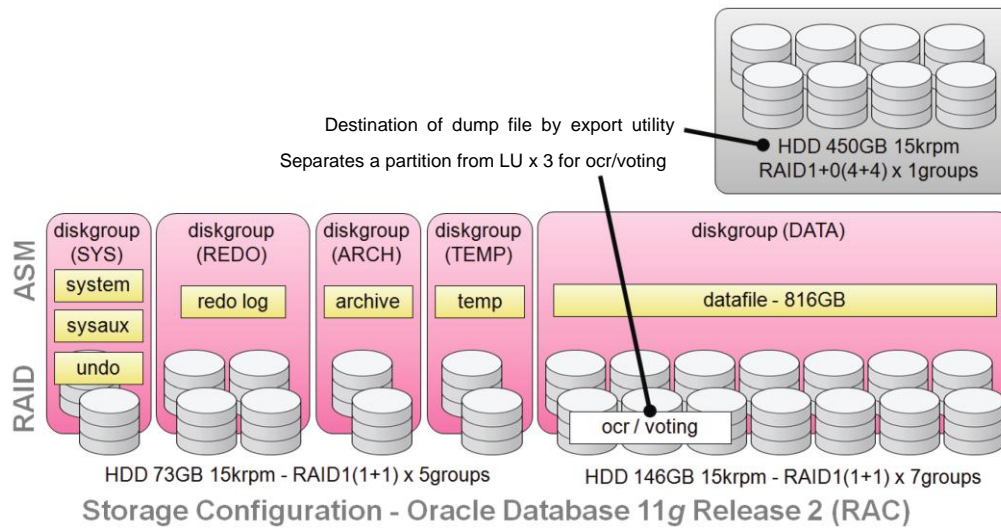 Destination of dump file by export utility
Separates a partition from LU x 3 for ocr/voting
HDD 450GB 15krpm
RAID1+0(4+4) x 1groups
ASM
RAID
diskgroup
(SYS)
system
sysaux
undo
diskgroup
(REDO)
redo log
diskgroup
(ARCH)
archive
diskgroup
(TEMP)
temp
diskgroup (DATA)
datafile - 816GB
ocr / voting
HDD 73GB 15krpm - RAID1(1+1) x 5groups
HDD 146GB 15krpm - RAID1(1+1) x 7groups
Storage Configuration - Oracle Database 11g Release 2 (RAC)